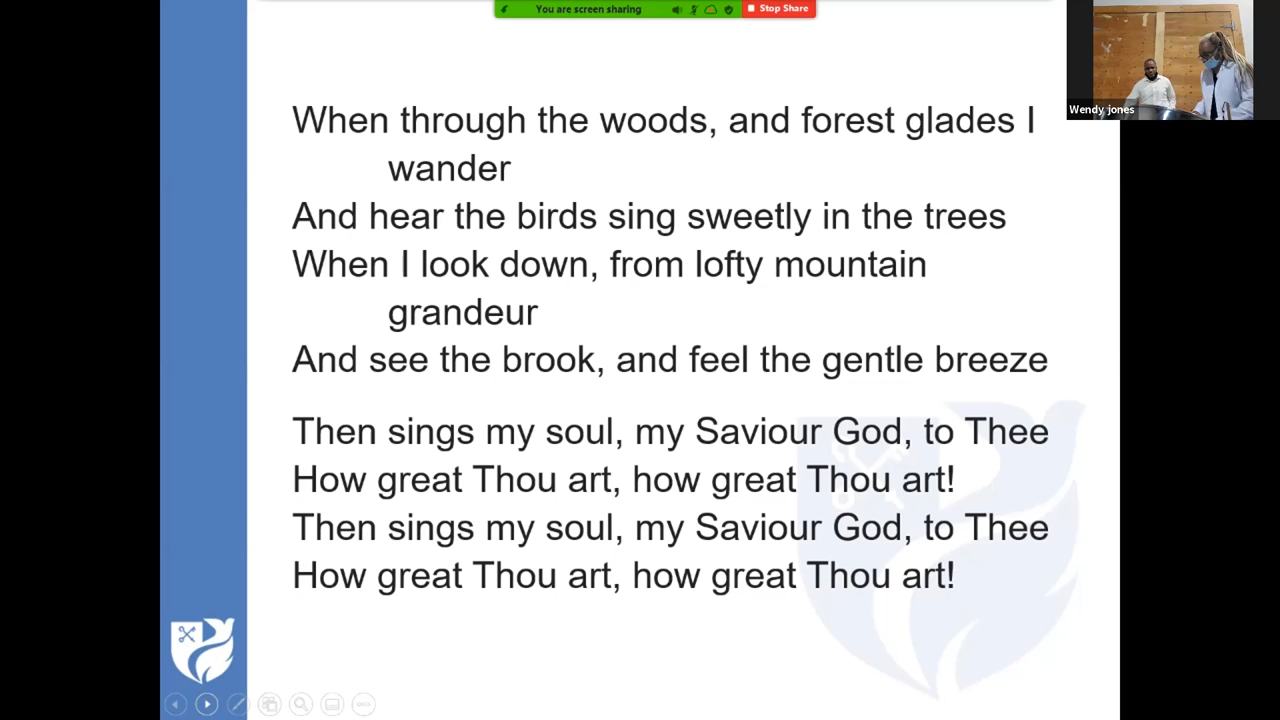 You are screen sharing
Stop Share
Wendy jones
When through the woods, and forest glades I
wander
And hear the birds sing sweetly in the trees
When I look down, from lofty mountain
grandeur
And see the brook, and feel the gentle breeze
Then sings my soul, my Saviour God, to Thee
How great Thou art, how great Thou art!
Then sings my soul, my Saviour God, to Thee
How great Thou art, how great Thou art!